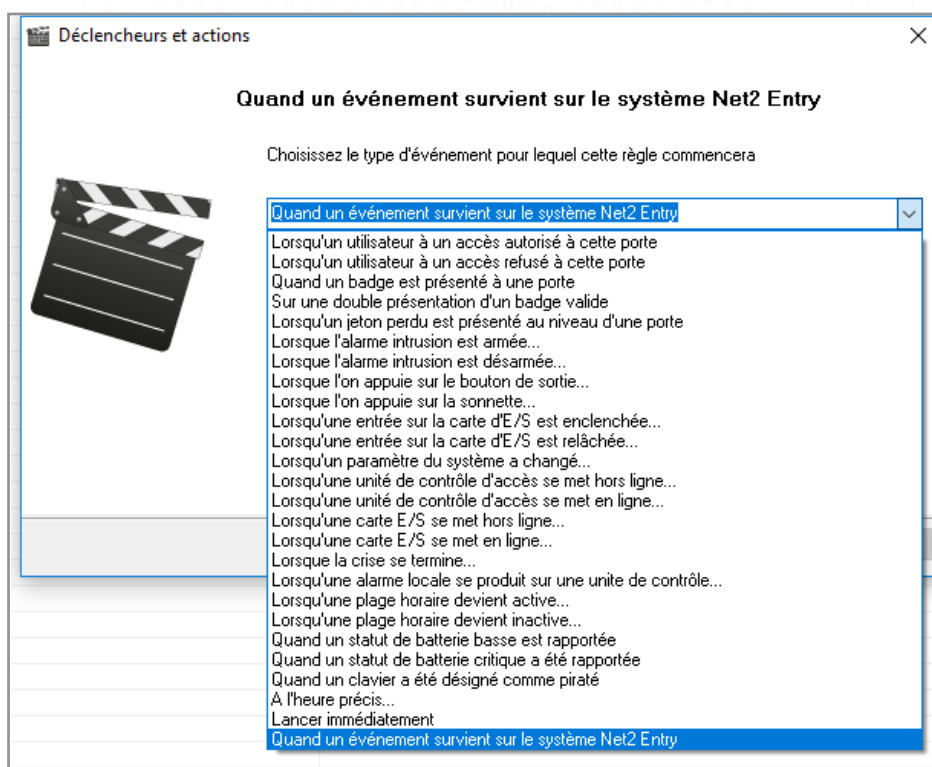 Déclencheurs et actions
Quand un événement survient sur le système Net2 Entry
Choisissez le type d'événement pour lequel cette règle commencera
Quand un événement survient sur le système Net2 Entry
Lorsqu'un utilisateur à un accès autorisé à cette porte
Lorsqu'un utilisateur à un accès refusé à cette porte
Quand un badge est présenté à une porte
Sur une double présentation d'un badge valide
Lorsqu'un jeton perdu est présenté au niveau d'une porte
Lorsque l'alarme intrusion est armée...
Lorsque l'alarme intrusion est désarmée...
Lorsque l'on appuie sur le bouton de sortie...
Lorsque l'on appuie sur la sonnette...
Lorsqu'une entrée sur la carte d'E/S est enclenchée...
Lorsqu'une entrée sur la carte d'E/S est relâchée...
Lorsqu'un paramètre du système a changé...
Lorsqu'une unité de contrôle d'accès se met hors ligne...
Lorsqu'une unité de contrôle d'accès se met en ligne...
Lorsqu'une carte E/S se met hors ligne...
Lorsqu'une carte E/S se met en ligne...
Lorsque la crise se termine...
Lorsqu'une alarme locale se produit sur une unite de contrôle...
Lorsqu'une plage horaire devient active...
Lorsqu'une plage horaire devient inactive...
Quand un statut de batterie basse est rapportée
Quand un statut de batterie critique a été rapportée
Quand un clavier a été désigné comme piraté
A l'heure précis...
Lancer immédiatement
Quand un événement survient sur le système Net2 Entry